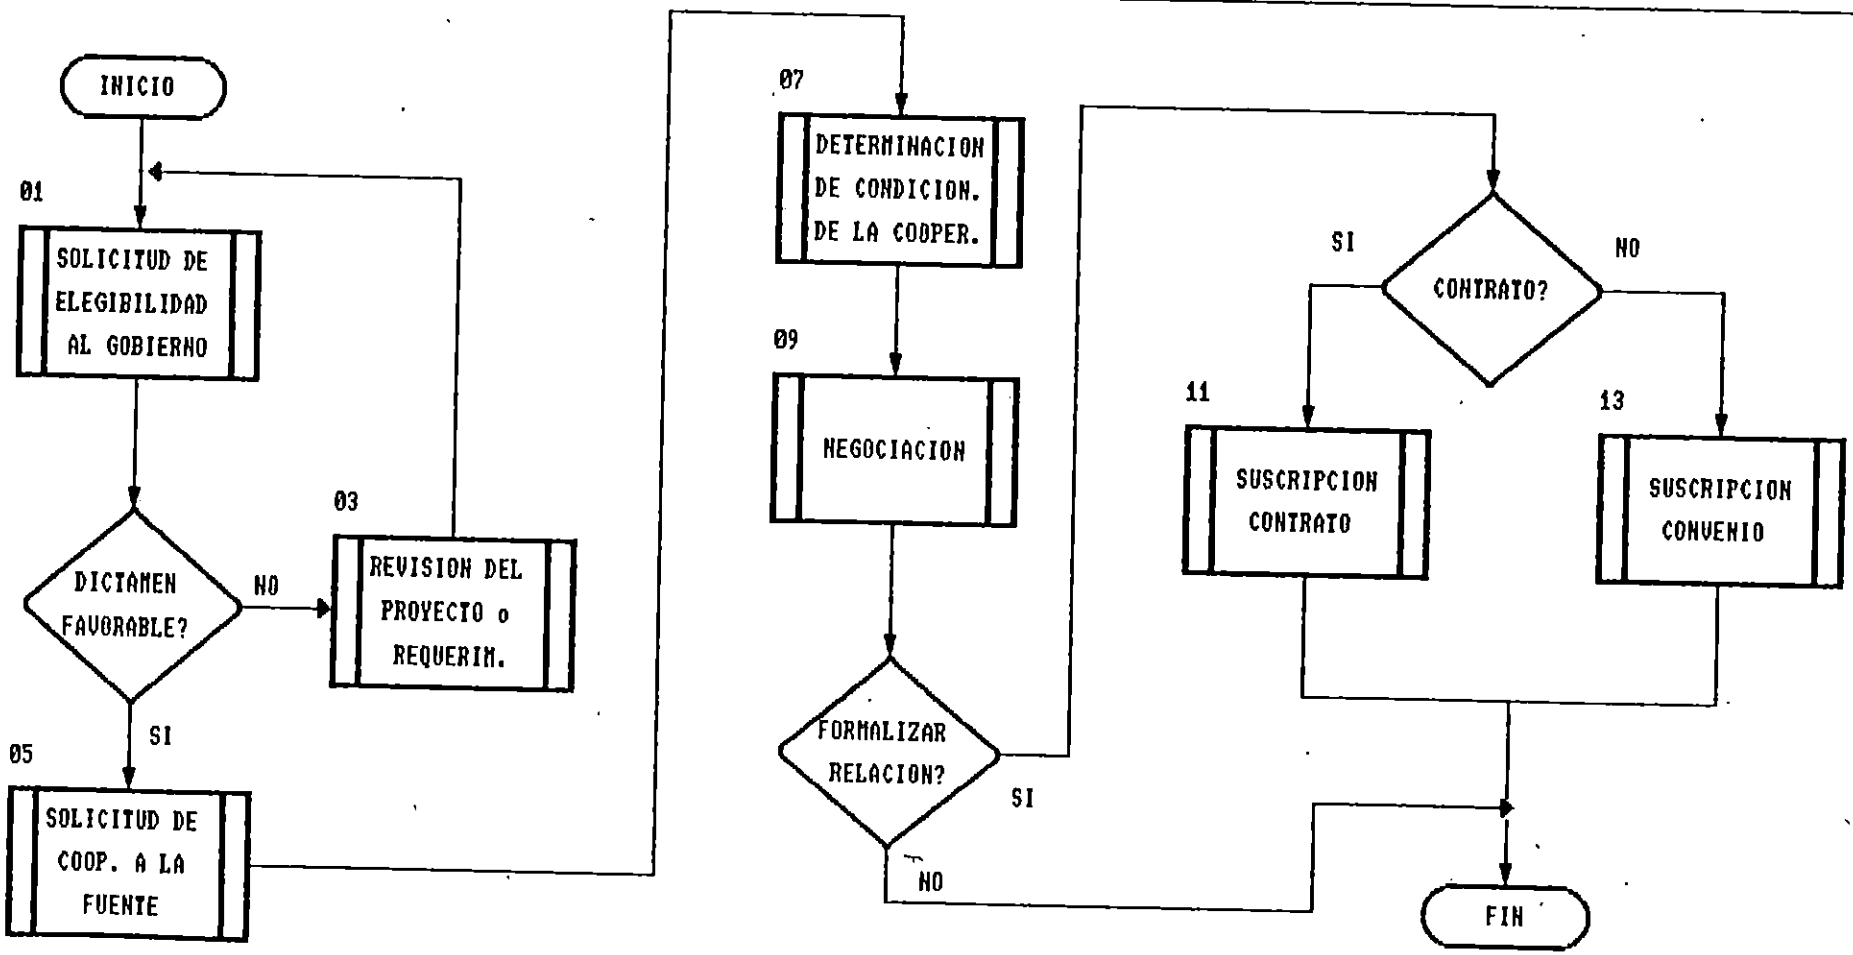 INICIO
01
SOLICITUD DE
ELEGIBILIDAD
AL GOBIERNO
DICTAMEN
FAVORABLE?
NO
SI
03
REVISION DEL
PROYECTO o
REQUERIM.
05
SOLICITUD DE
COOP. A LA
FUENTE
07
DETERMINACION
DE CONDICION.
DE LA COOPER.
09
NEGOCIACION
FORMALIZAR
RELACION?
SI
NO
CONTRATO?
SI
NO
11
SUSCRIPCION
CONTRATO
13
SUSCRIPCION
CONVENIO
FIN